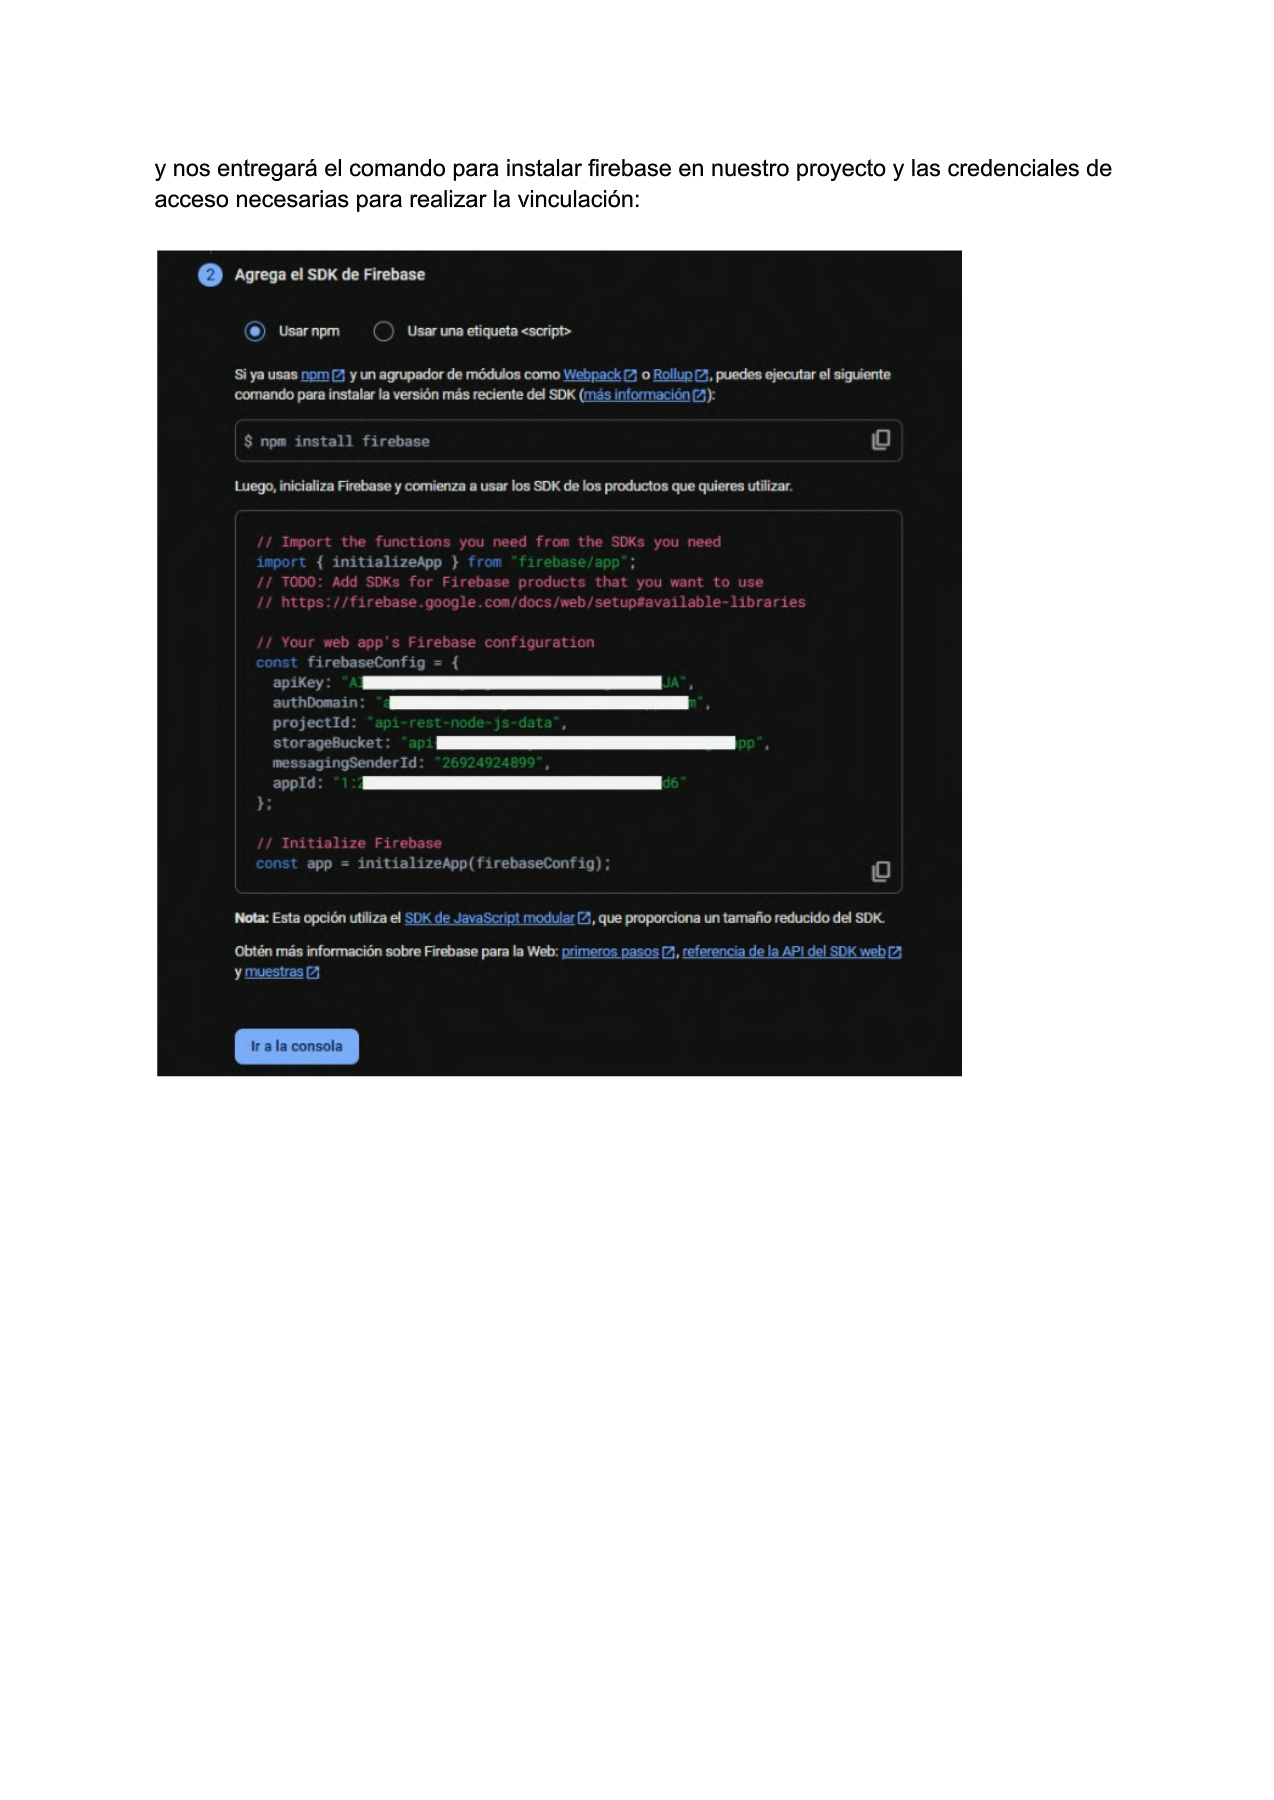 y nos entregará el comando para instalar firebase en nuestro proyecto y las credenciales de
acceso necesarias para realizar la vinculación:
2 Agrega el SDK de Firebase
Usar npm Usar una etiqueta <script>
Si ya usas npm y un agrupador de módulos como Webpack o Rollup, puedes ejecutar el siguiente
comando para instalar la versión más reciente del SDK (más información):
$ npm install firebase
Luego, inicializa Firebase y comienza a usar los SDK de los productos que quieres utilizar.
// Import the functions you need from the SDKs you need
import { initializeApp } from "firebase/app";
// TODO: Add SDKs for Firebase products that you want to use
// https://firebase.google.com/docs/web/setup#available-libraries
// Your web app's Firebase configuration
const firebaseConfig = {
apiKey: "AI JA",
authDomain: "a m",
projectId: "api-rest-node-js-data",
storageBucket: "api- pp",
messagingSenderId: "26924924899",
appId: "1:2 d6"
};
// Initialize Firebase
const app = initializeApp(firebaseConfig);
Nota: Esta opción utiliza el SDK de JavaScript modular, que proporciona un tamaño reducido del SDK.
Obtén más información sobre Firebase para la Web: primeros pasos, referencia de la API del SDK web
y muestras
Ir a la consola